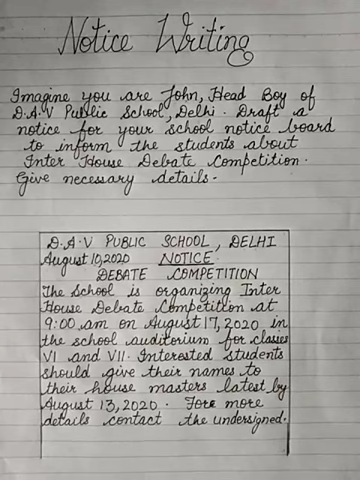 Notice Writing
Imagine you are John, Head Boy of
D.A.V Public School, Delhi. Draft a
notice for your school notice board
to inform the students about
Inter House Debate Competition.
Give necessary details.
D.A.V PUBLIC SCHOOL, DELHI
August 10,2020 NOTICE
DEBATE COMPETITION
The School is organizing Inter
House Debate Competition at
9:00 am on August 17, 2020 in
the school auditorium for classes
VI and VII. Interested students
should give their names to
their house masters latest by
August 13, 2020. Fore more
details contact the undersigned.